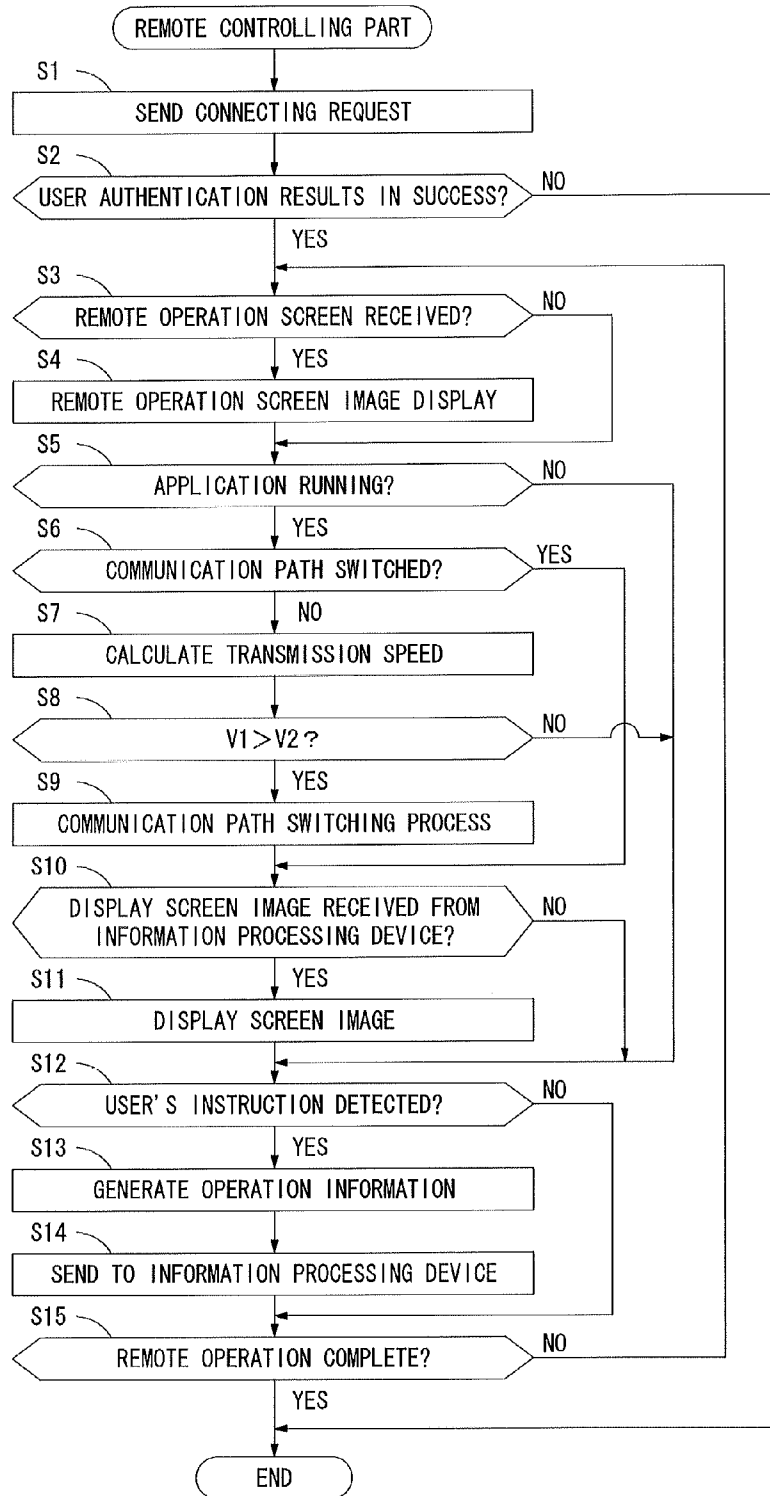 REMOTE CONTROLLING PART
S1
SEND CONNECTING REQUEST
S2
USER AUTHENTICATION RESULTS IN SUCCESS?
NO
YES
S3
REMOTE OPERATION SCREEN RECEIVED?
NO
YES
S4
REMOTE OPERATION SCREEN IMAGE DISPLAY
S5
APPLICATION RUNNING?
NO
YES
S6
COMMUNICATION PATH SWITCHED?
YES
NO
S7
CALCULATE TRANSMISSION SPEED
S8
V1>V2?
NO
YES
S9
COMMUNICATION PATH SWITCHING PROCESS
S10
DISPLAY SCREEN IMAGE RECEIVED FROM
INFORMATION PROCESSING DEVICE?
NO
YES
S11
DISPLAY SCREEN IMAGE
S12
USER'S INSTRUCTION DETECTED?
NO
YES
S13
GENERATE OPERATION INFORMATION
S14
SEND TO INFORMATION PROCESSING DEVICE
S15
REMOTE OPERATION COMPLETE?
NO
YES
END